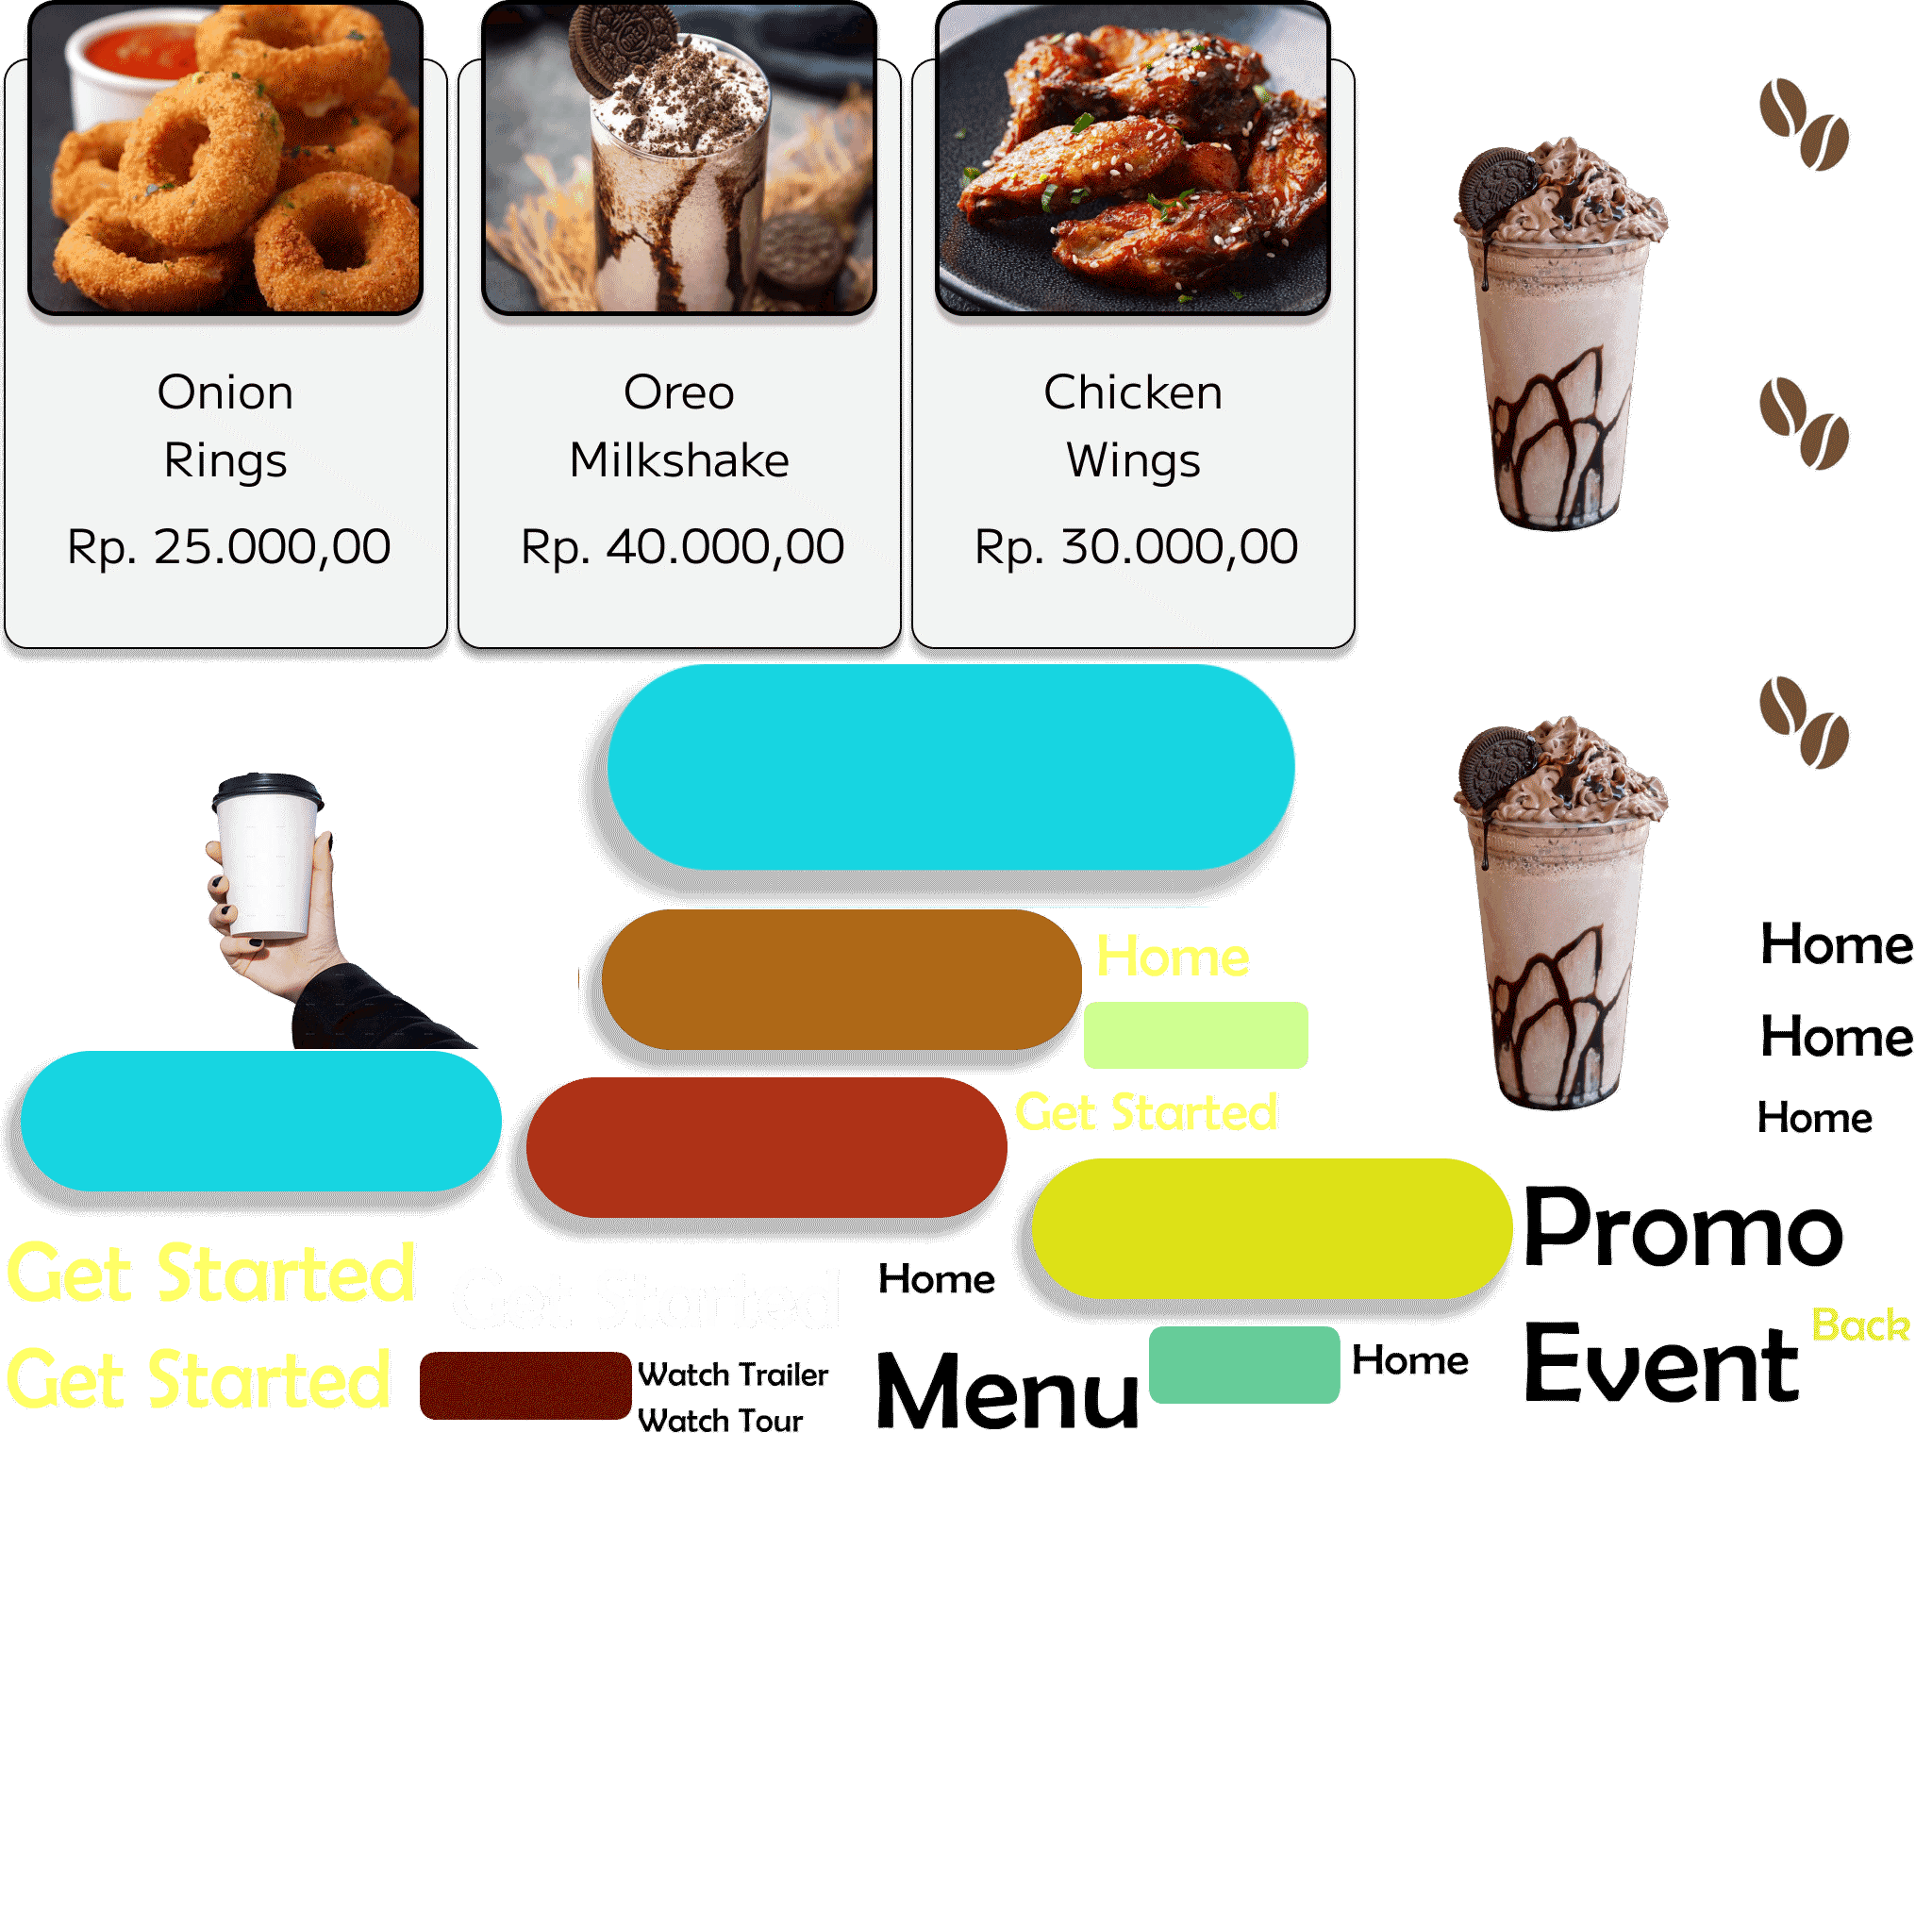 Onion
Rings
Rp. 25.000,00
Oreo
Milkshake
Rp. 40.000,00
Chicken
Wings
Rp. 30.000,00
Home
Home
Home
Home
Get Started
Promo
Event
Back
Get Started
Get Started
Home
Get Started
Watch Trailer
Watch Tour
Menu
Home